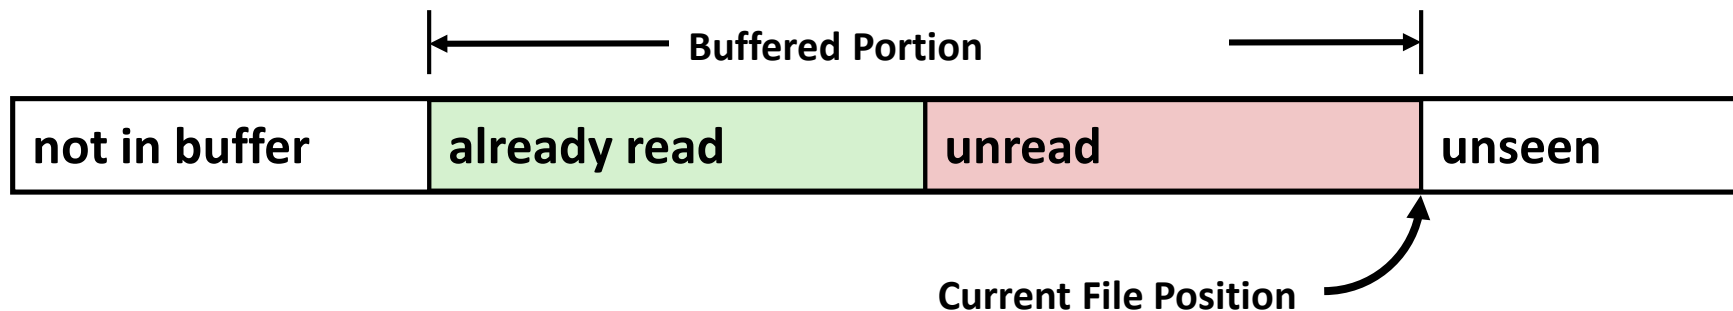 Buffered Portion
not in buffer
already read
unread
unseen
Current File Position